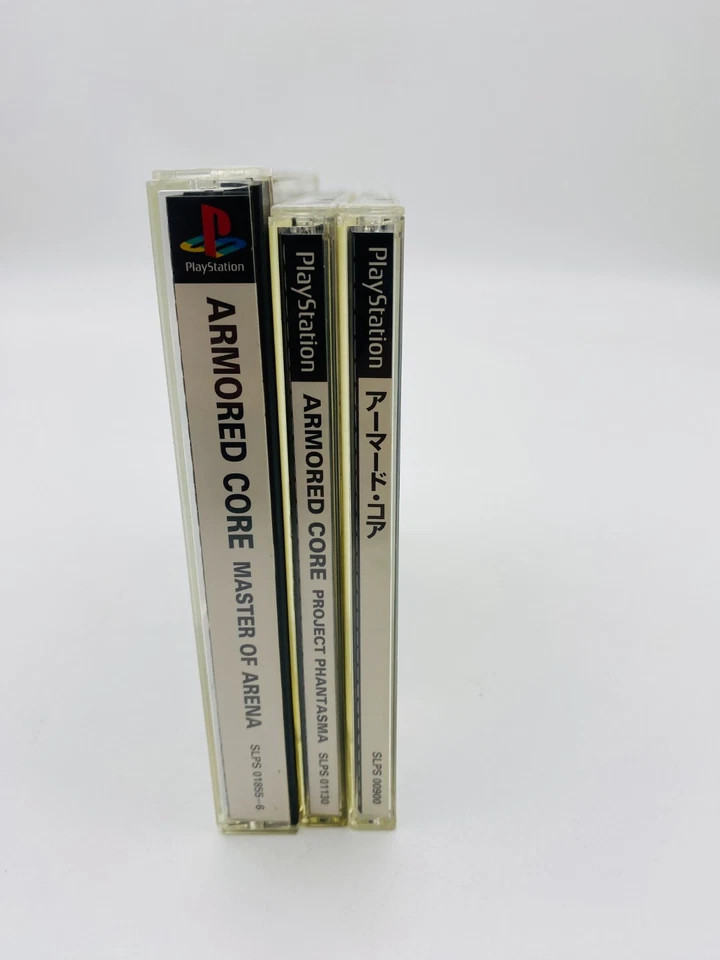 PlayStation
ARMORED CORE MASTER OF ARENA SLPS 01855~6
PlayStation
ARMORED CORE PROJECT PHANTASMA SLPS 01130
PlayStation
アーマード・コア SLPS 00900